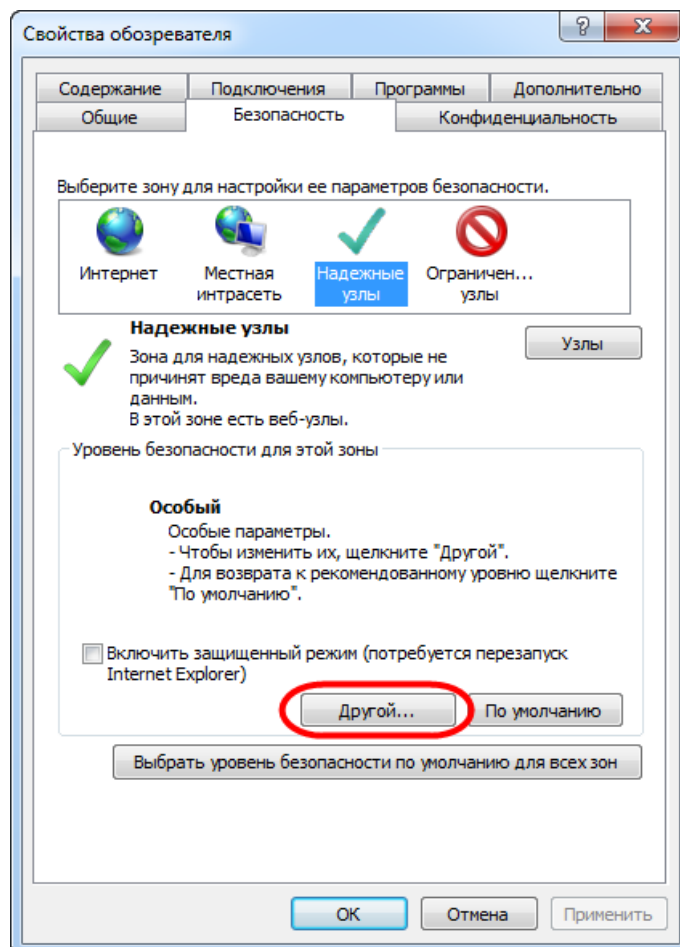 Свойства обозревателя
Содержание Подключения Программы Дополнительно
Общие Безопасность Конфиденциальность
Выберите зону для настройки ее параметров безопасности.
Интернет Местная интрасеть Надежные узлы Ограничен... узлы
Надежные узлы
Узлы
Зона для надежных узлов, которые не
причинят вреда вашему компьютеру или
данным.
В этой зоне есть веб-узлы.
Уровень безопасности для этой зоны
Особый
Особые параметры.
- Чтобы изменить их, щелкните "Другой".
- Для возврата к рекомендованному уровню щелкните
"По умолчанию".
Включить защищенный режим (потребуется перезапуск
Internet Explorer)
Другой... По умолчанию
Выбрать уровень безопасности по умолчанию для всех зон
ОК Отмена Применить